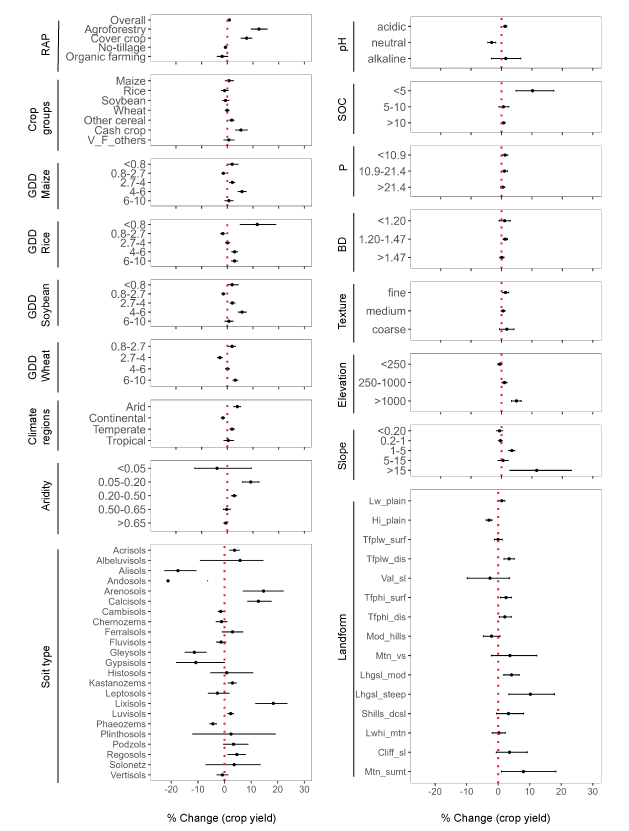 RAP
Overall
Agroforestry
Cover crop
No-tillage
Organic farming
Crop
groups
Maize
Rice
Soybean
Wheat
Other cereal
Cash crop
V_F_others
GDD
Maize
<0.8
0.8-2.7
2.7-4
4-6
6-10
GDD
Rice
<0.8
0.8-2.7
2.7-4
4-6
6-10
GDD
Soybean
<0.8
0.8-2.7
2.7-4
4-6
6-10
GDD
Wheat
0.8-2.7
2.7-4
4-6
6-10
Climate
regions
Arid
Continental
Temperate
Tropical
Aridity
<0.05
0.05-0.20
0.20-0.50
0.50-0.65
>0.65
Soit type
Acrisols
Albeluvisols
Alisols
Andosols
Arenosols
Calcisols
Cambisols
Chernozems
Ferralsols
Fluvisols
Gleysols
Gypsisols
Histosols
Kastanozems
Leptosols
Lixisols
Luvisols
Phaeozems
Plinthosols
Podzols
Regosols
Solonetz
Vertisols
-20 -10 0 10 20 30
% Change (crop yield)
pH
acidic
neutral
alkaline
-20 -10 0 10 20 30
SOC
<5
5-10
>10
P
<10.9
10.9-21.4
>21.4
BD
<1.20
1.20-1.47
>1.47
Texture
fine
medium
coarse
Elevation
<250
250-1000
>1000
Slope
<0.20
0.2-1
1-5
5-15
>15
Landform
Lw_plain
Hi_plain
Tfplw_surf
Tfplw_dis
Val_sl
Tfphi_surf
Tfphi_dis
Mod_hills
Mtn_vs
Lhgsl_mod
Lhgsl_steep
Shills_dcsl
Lwhi_mtn
Cliff_sl
Mtn_sumt
-20 -10 0 10 20 30
% Change (crop yield)